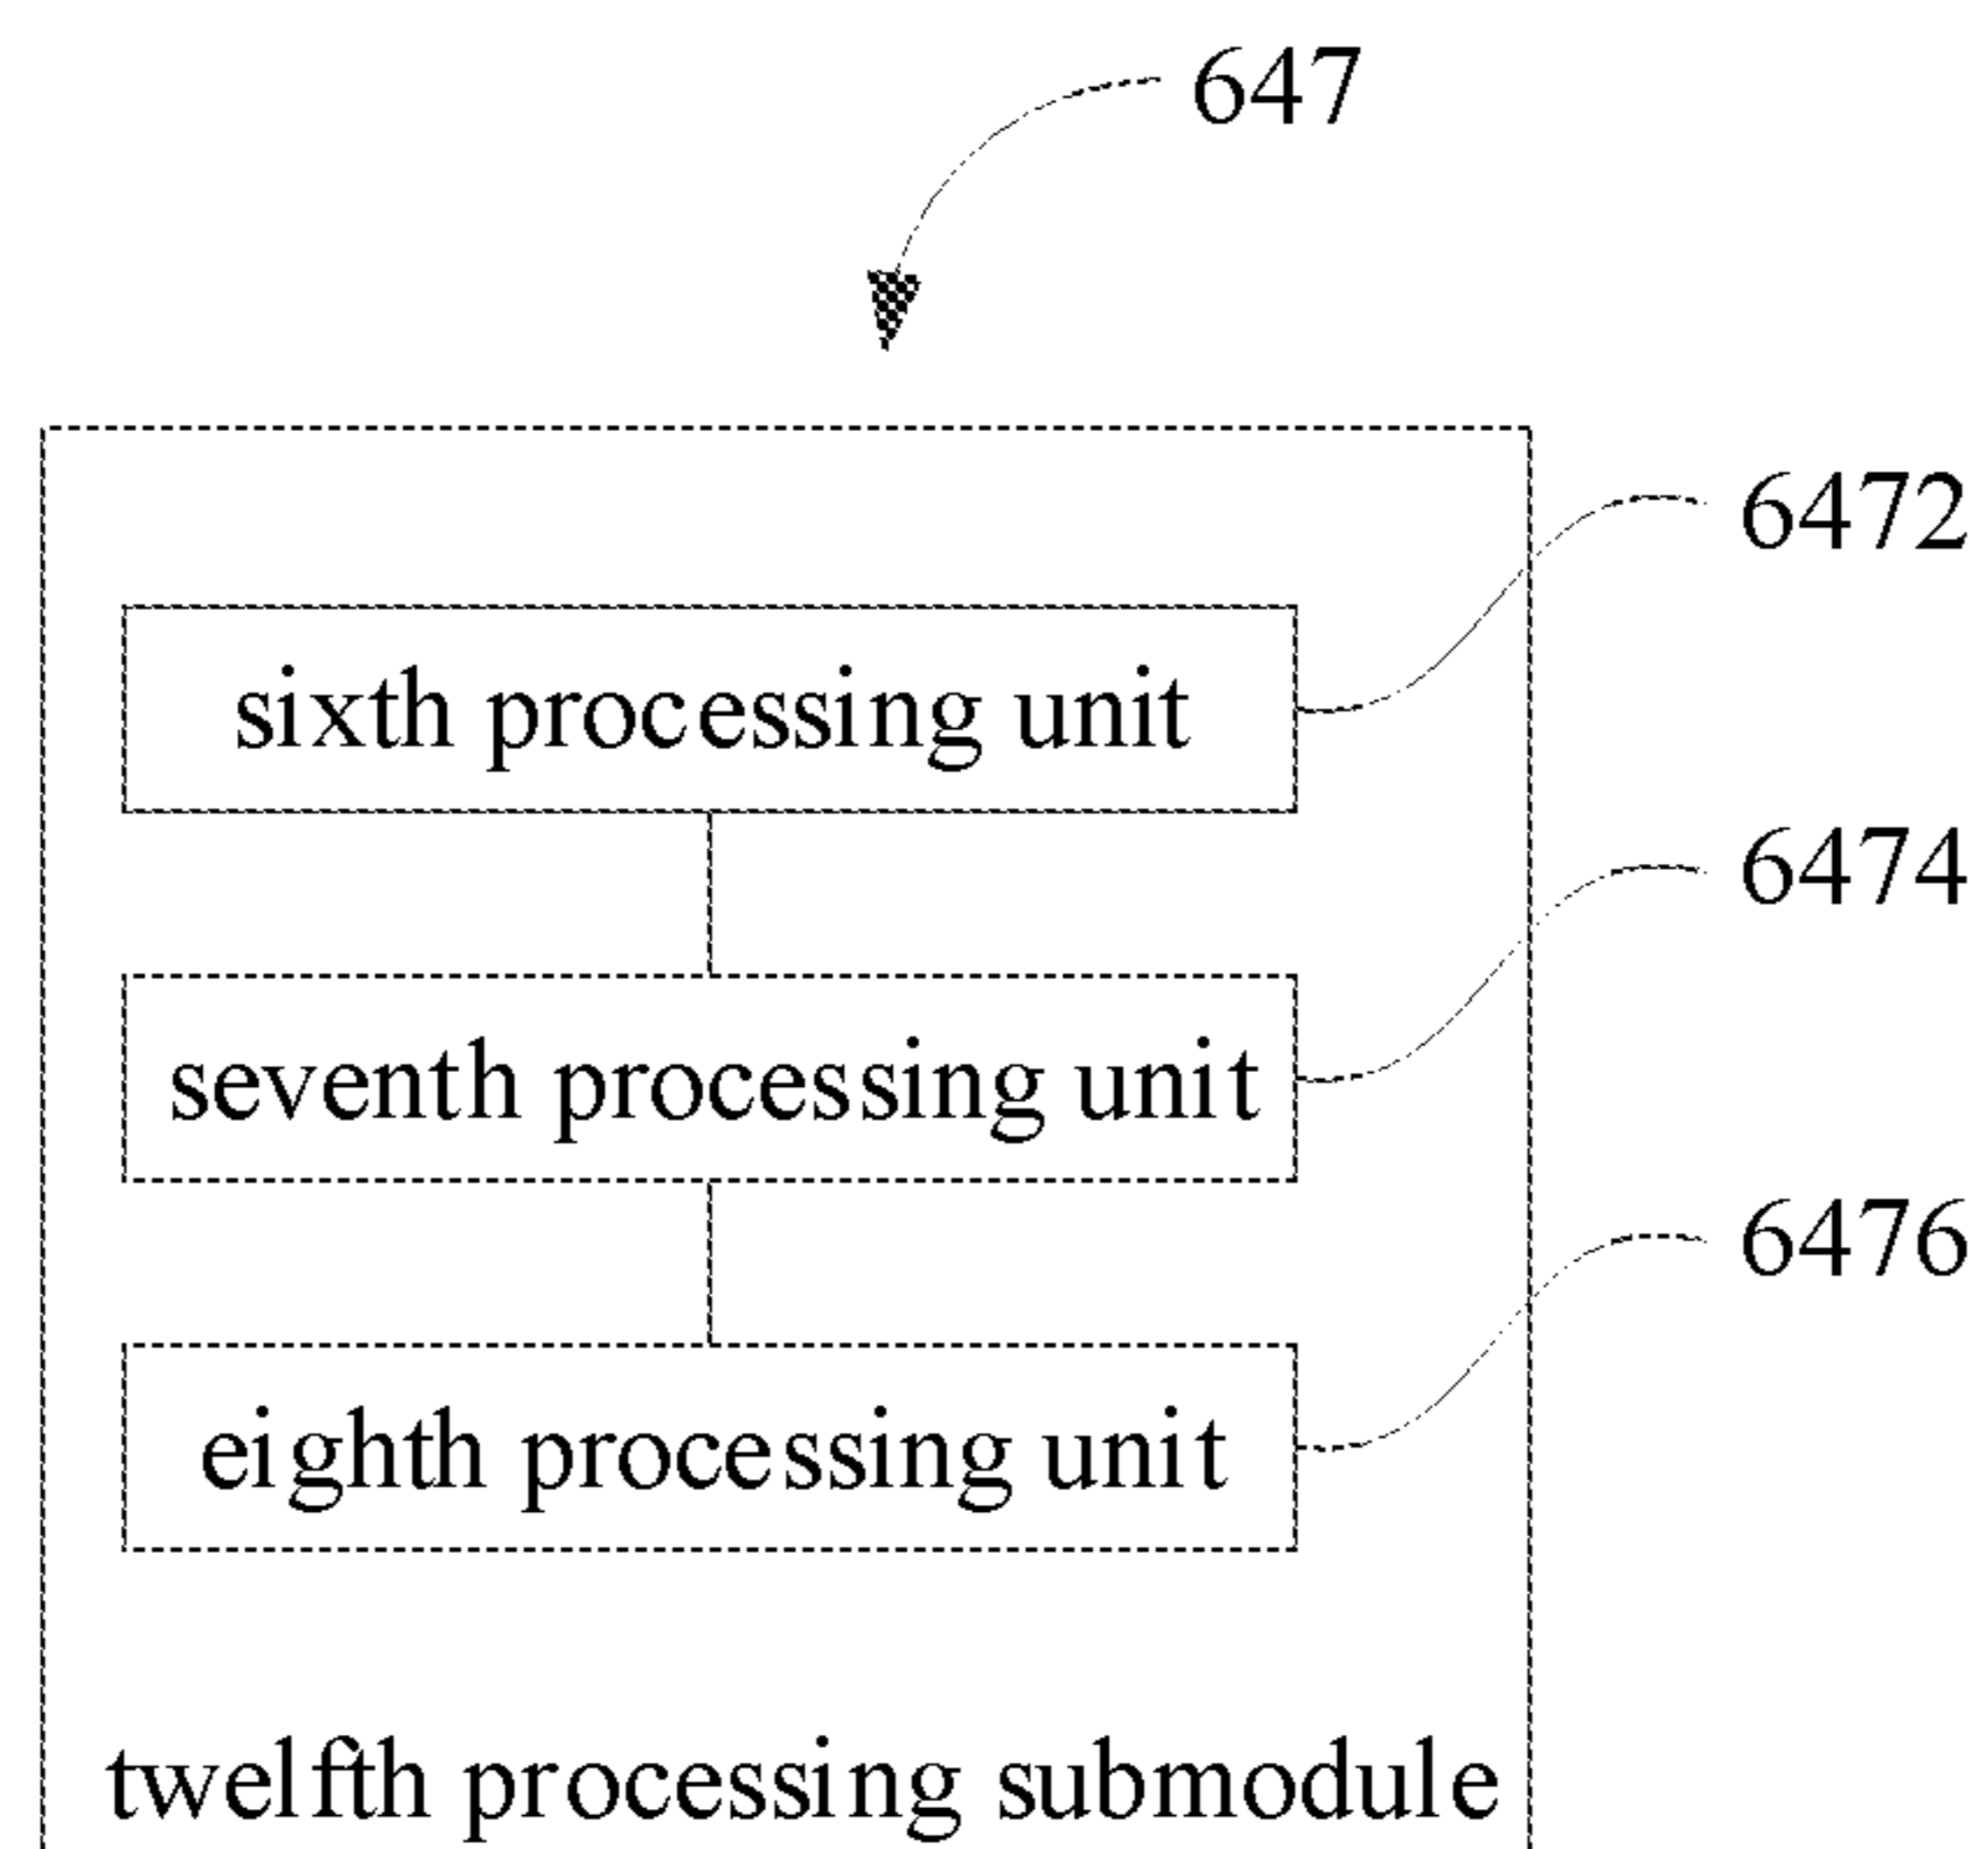 647
6472
sixth processing unit
6474
seventh processing unit
6476
eighth processing unit
twelfth processing submodule